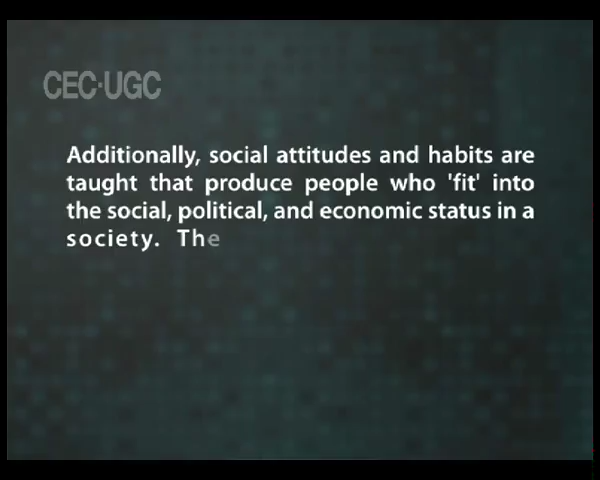 CEC-UGC
Additionally, social attitudes and habits are
taught that produce people who 'fit' into
the social, political, and economic status in a
society. The